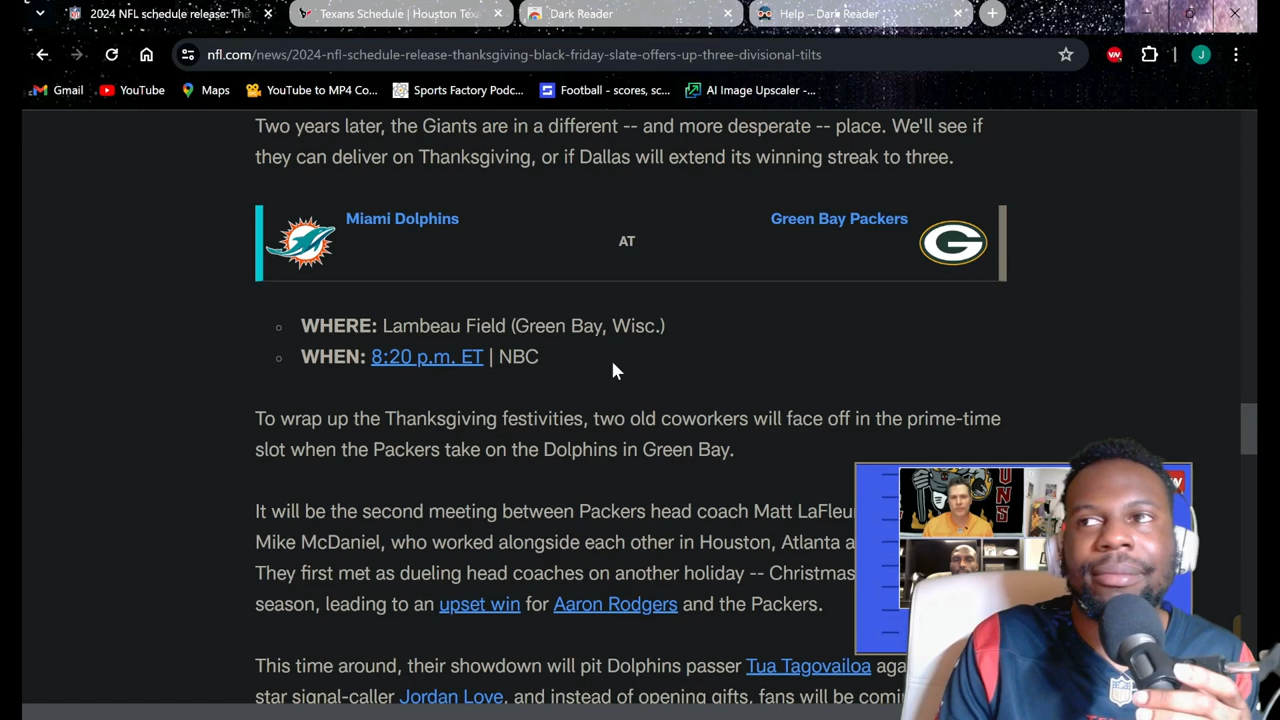 2024 NFL schedule release: Tha
Texans Schedule | Houston Tex
Dark Reader
Help – Dark Reader
nfl.com/news/2024-nfl-schedule-release-thanksgiving-black-friday-slate-offers-up-three-divisional-tilts
J
Gmail
YouTube
Maps
YouTube to MP4 Co...
Sports Factory Podc...
Football - scores, sc...
AI Image Upscaler -...
Two years later, the Giants are in a different -- and more desperate -- place. We'll see if
they can deliver on Thanksgiving, or if Dallas will extend its winning streak to three.
Miami Dolphins
AT
Green Bay Packers
G
WHERE: Lambeau Field (Green Bay, Wisc.)
WHEN: 8:20 p.m. ET | NBC
To wrap up the Thanksgiving festivities, two old coworkers will face off in the prime-time
slot when the Packers take on the Dolphins in Green Bay.
It will be the second meeting between Packers head coach Matt LaFleur
Mike McDaniel, who worked alongside each other in Houston, Atlanta a
They first met as dueling head coaches on another holiday -- Christmas
season, leading to an upset win for Aaron Rodgers and the Packers.
This time around, their showdown will pit Dolphins passer Tua Tagovailoa aga
star signal-caller Jordan Love, and instead of opening gifts, fans will be comin
UNS
NFL